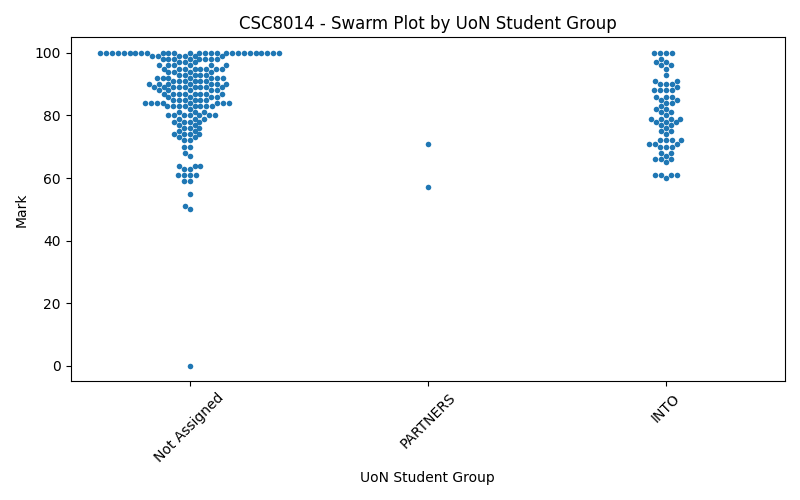 CSC8014 - Swarm Plot by UoN Student Group
Mark
100
80
60
40
20
0
Not Assigned
PARTNERS
INTO
UoN Student Group